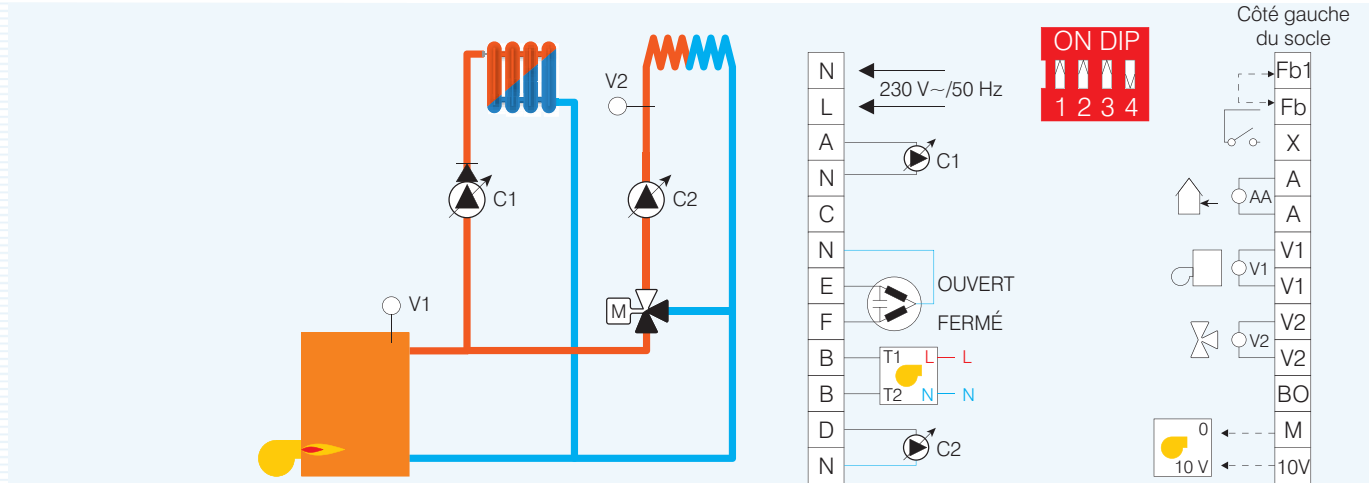 V1
C1
V2
C2
M
N
L
A
N
C
N
E
F
B
B
D
N
230 V~/50 Hz
C1
OUVERT
FERMÉ
T1 L L
T2 N N
C2
ON DIP
1 2 3 4
Côté gauche
du socle
Fb1
Fb
X
A
AA
A
V1
V1
V1
V2
V2
V2
BO
0
M
10 V
10V